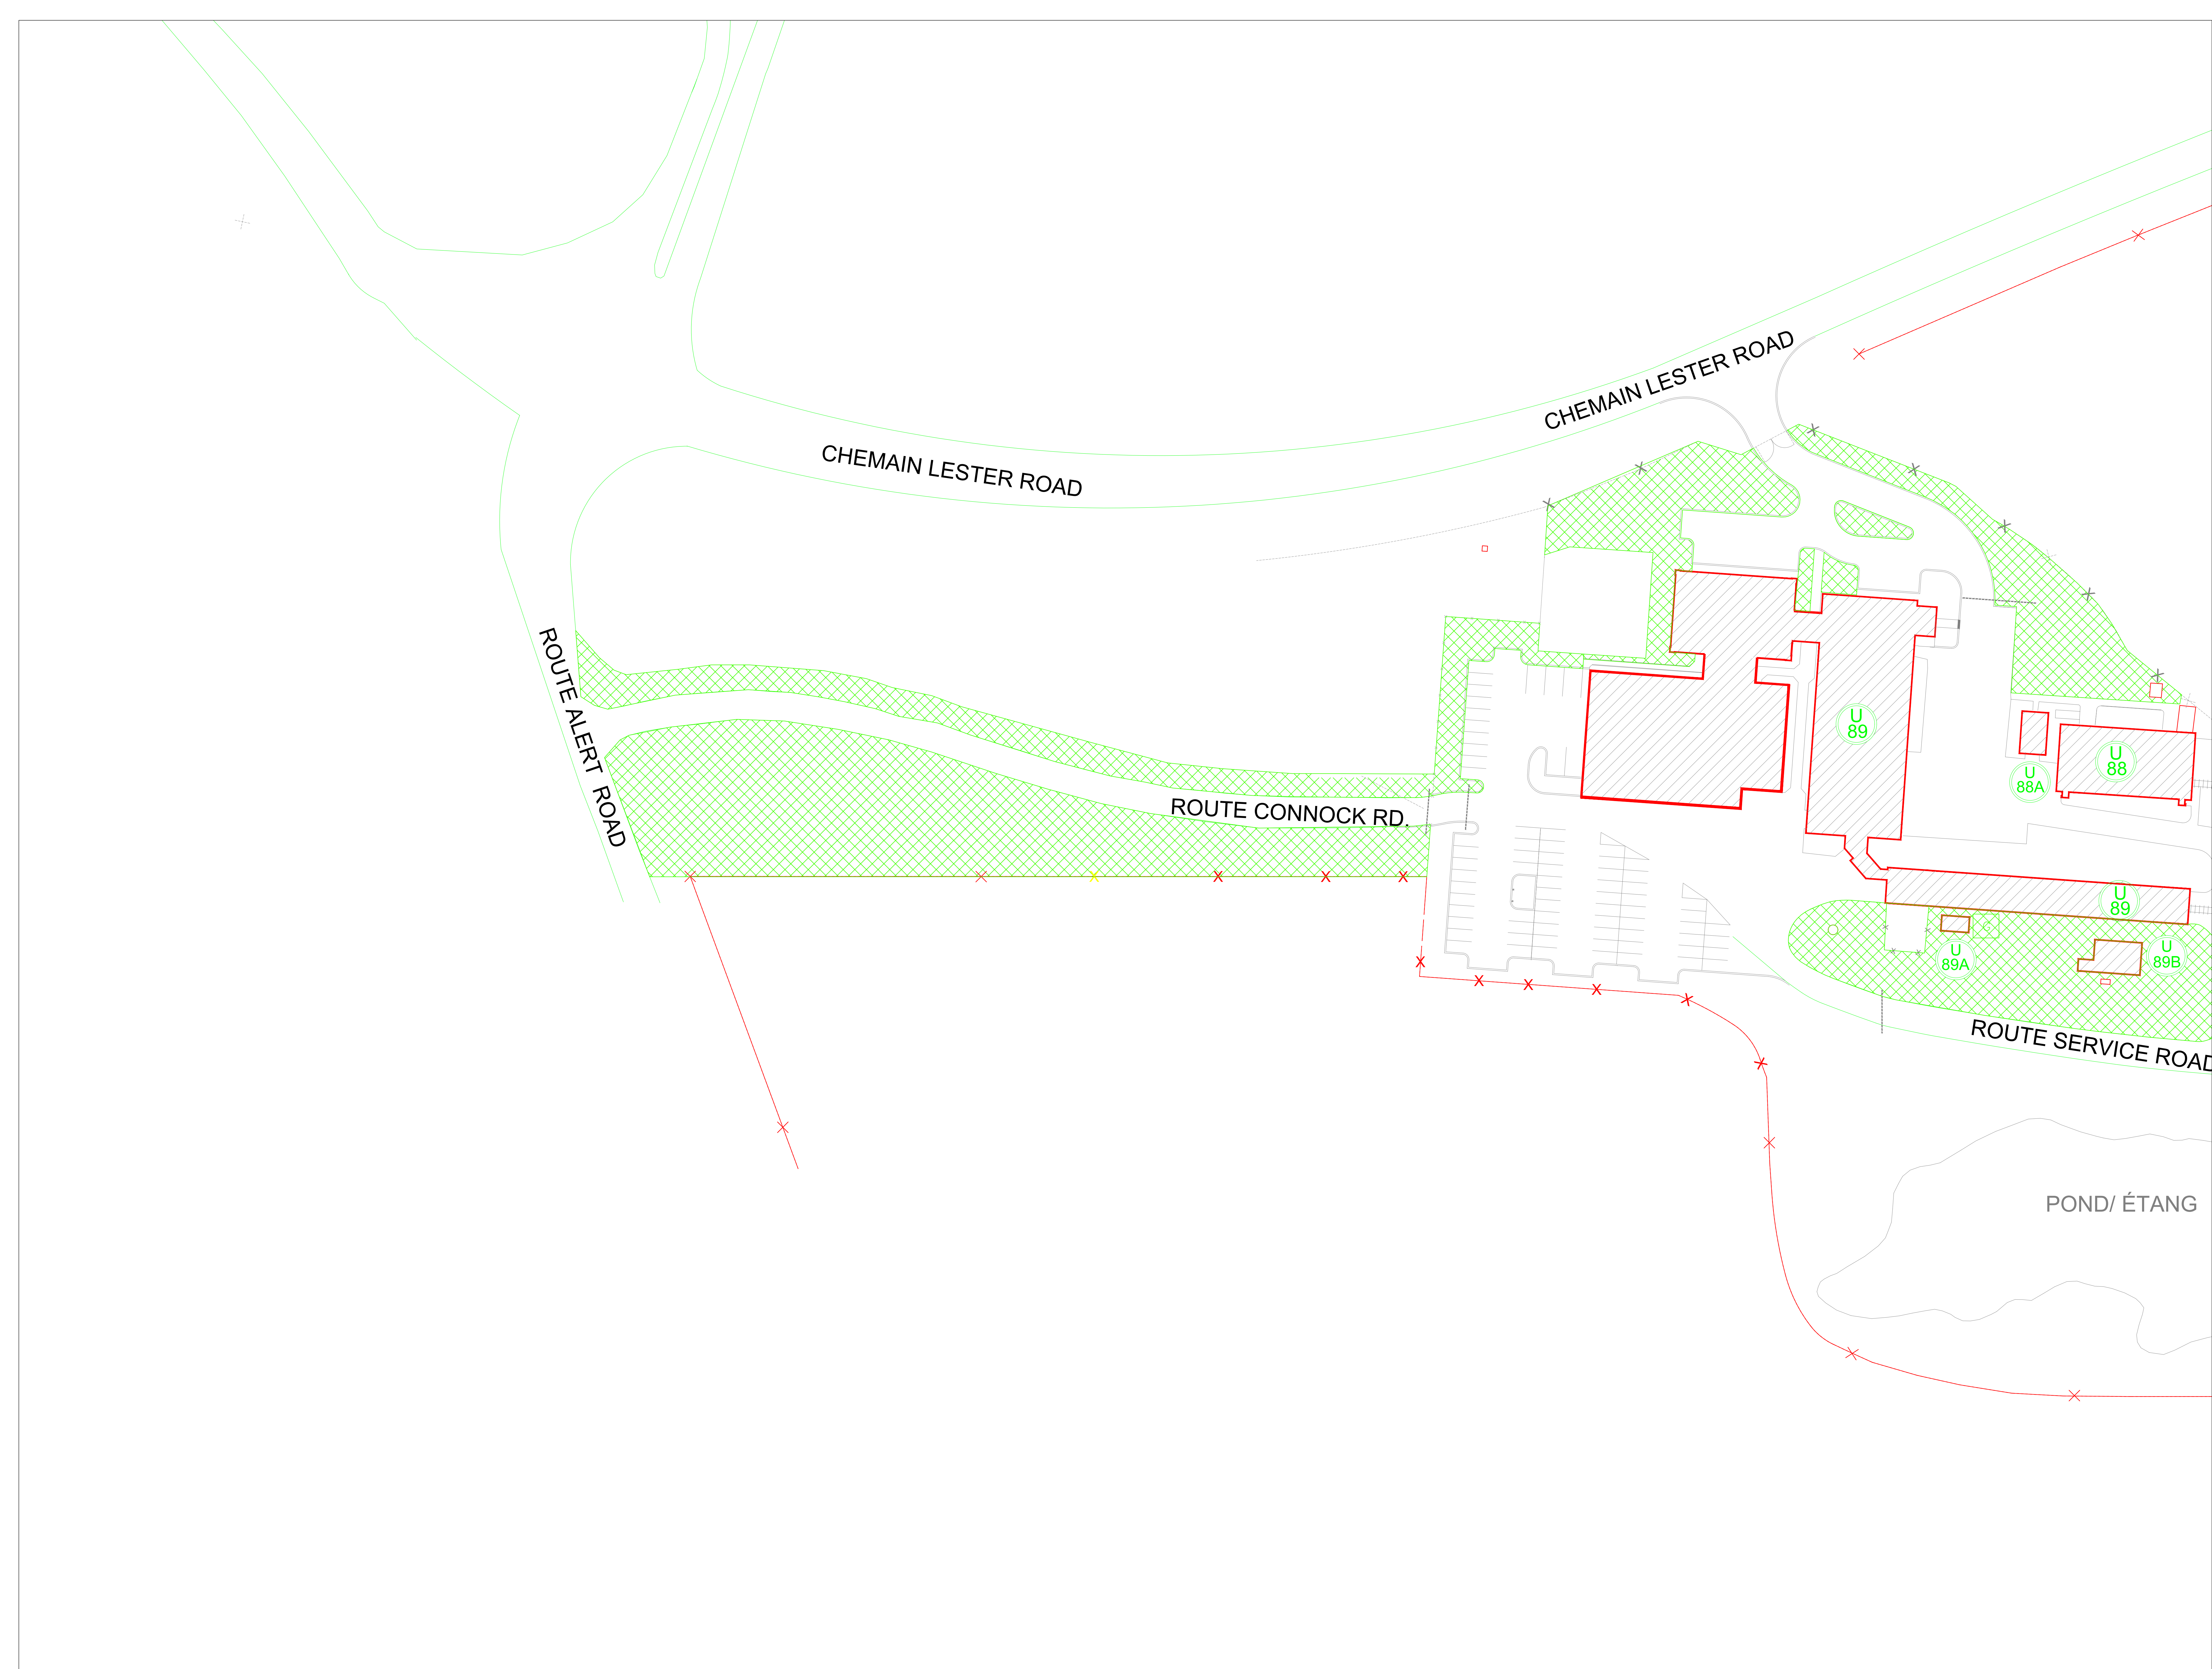 CHEMAIN LESTER ROAD
CHEMAIN LESTER ROAD
ROUTE ALERT ROAD
U
89
U
88
U
88A
ROUTE CONNOCK RD.
U
89
U
89A
U
89B
ROUTE SERVICE ROAD
POND/ ÉTANG